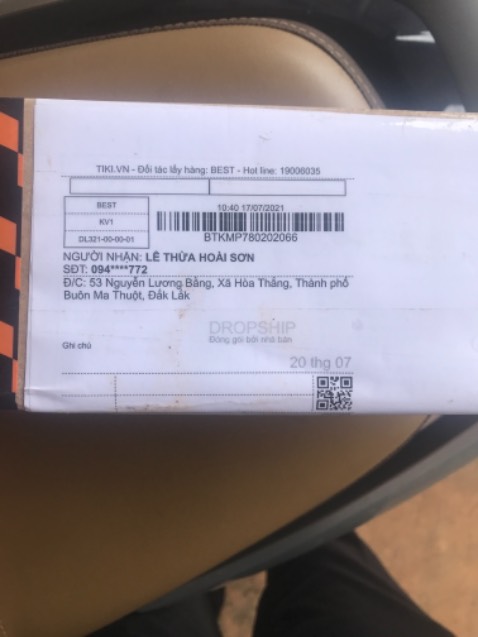 TIKI.VN - Đối tác lấy hàng: BEST - Hot line: 19006035
BEST
KV1
DL321-00-00-01
10:40 17/07/2021
BTKMP780202066
NGƯỜI NHẬN: LÊ THỪA HOÀI SƠN
SĐT: 094****772
Đ/C: 53 Nguyễn Lương Bằng, Xã Hòa Thắng, Thành phố
Buôn Ma Thuột, Đắk Lắk
DROPSHIP
Đóng gói bởi nhà bán
Ghi chú
20 thg 07